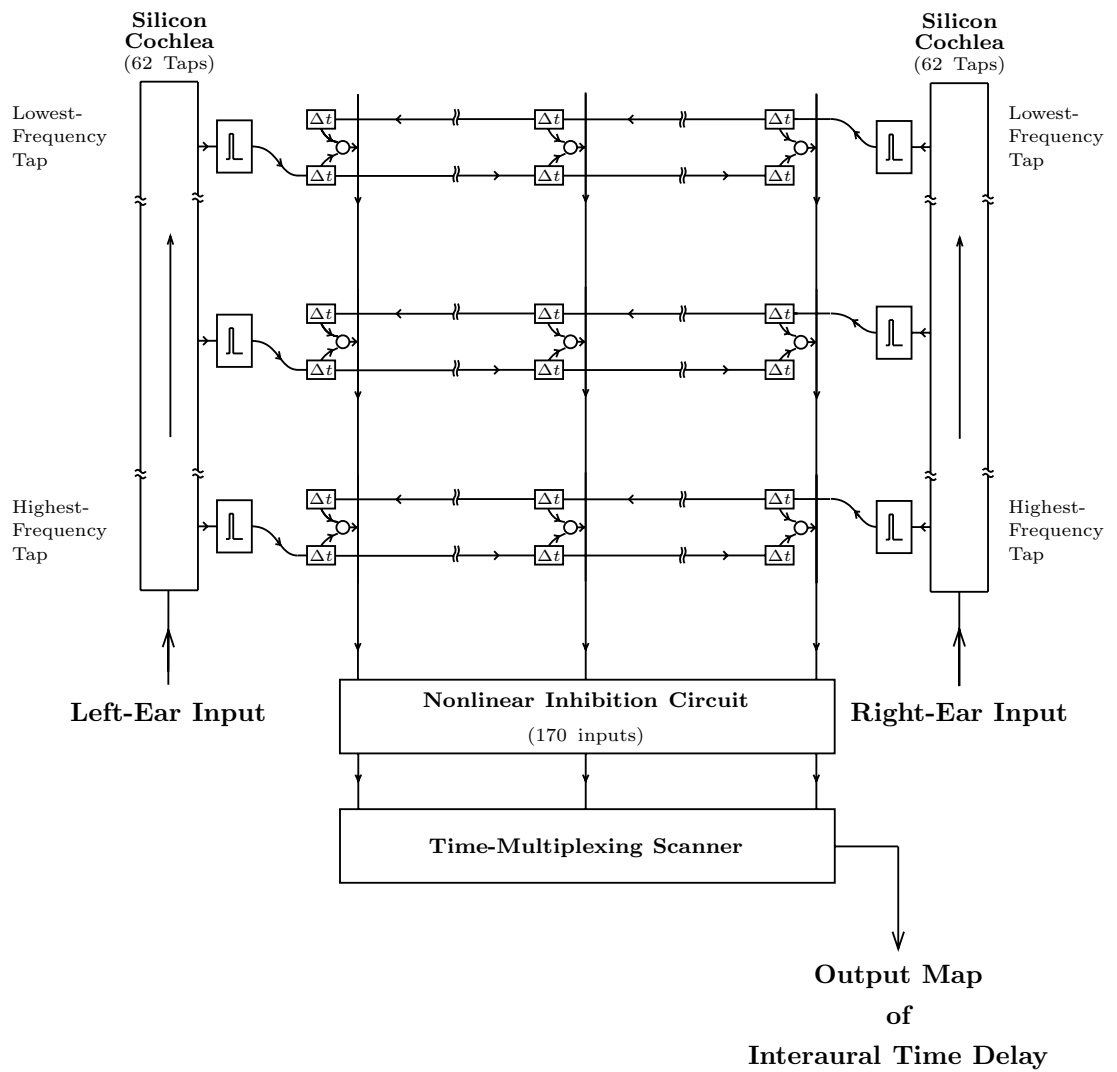 Silicon
Cochlea
(62 Taps)
Silicon
Cochlea
(62 Taps)
Lowest-
Frequency
Tap
Δt
Δt
Δt
Δt
Δt
Δt
Lowest-
Frequency
Tap
Δt
Δt
Δt
Δt
Δt
Δt
Highest-
Frequency
Tap
Δt
Δt
Δt
Δt
Δt
Δt
Highest-
Frequency
Tap
Left-Ear Input
Nonlinear Inhibition Circuit
(170 inputs)
Right-Ear Input
Time-Multiplexing Scanner
Output Map
of
Interaural Time Delay